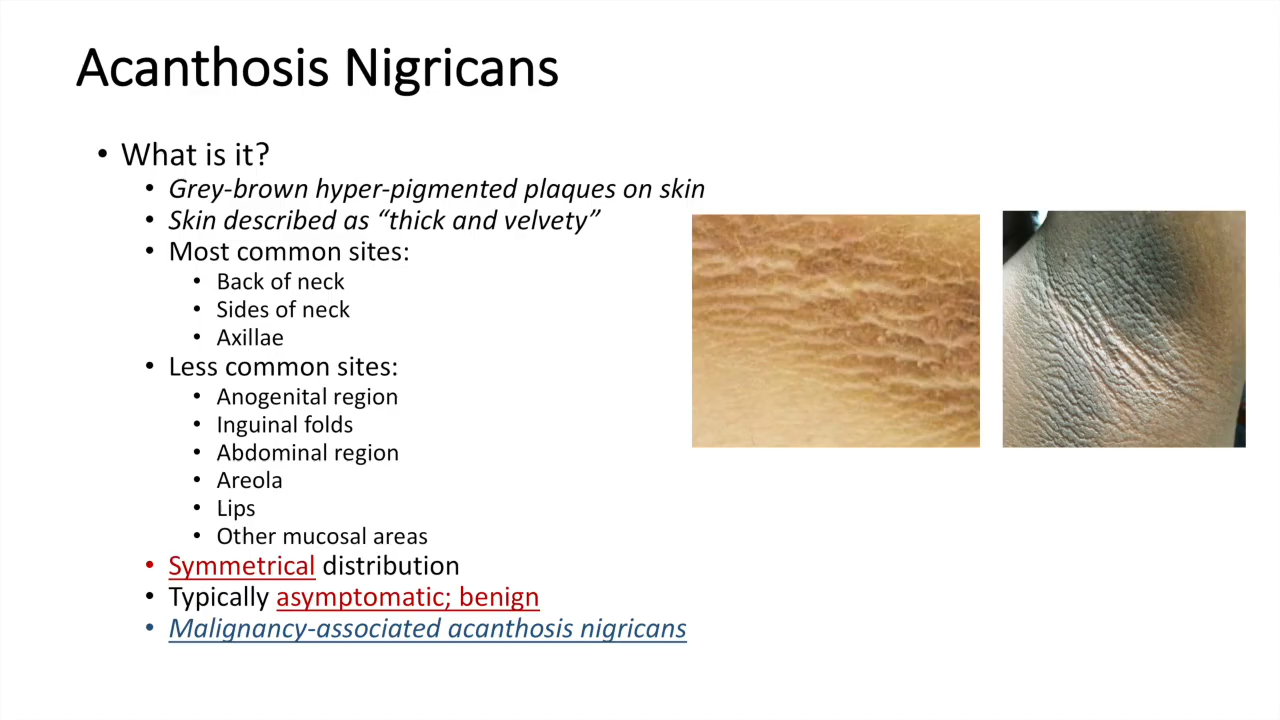 Acanthosis Nigricans
• What is it?
• Grey-brown hyper-pigmented plaques on skin
• Skin described as “thick and velvety”
• Most common sites:
• Back of neck
• Sides of neck
• Axillae
• Less common sites:
• Anogenital region
• Inguinal folds
• Abdominal region
• Areola
• Lips
• Other mucosal areas
• Symmetrical distribution
• Typically asymptomatic; benign
• Malignancy-associated acanthosis nigricans